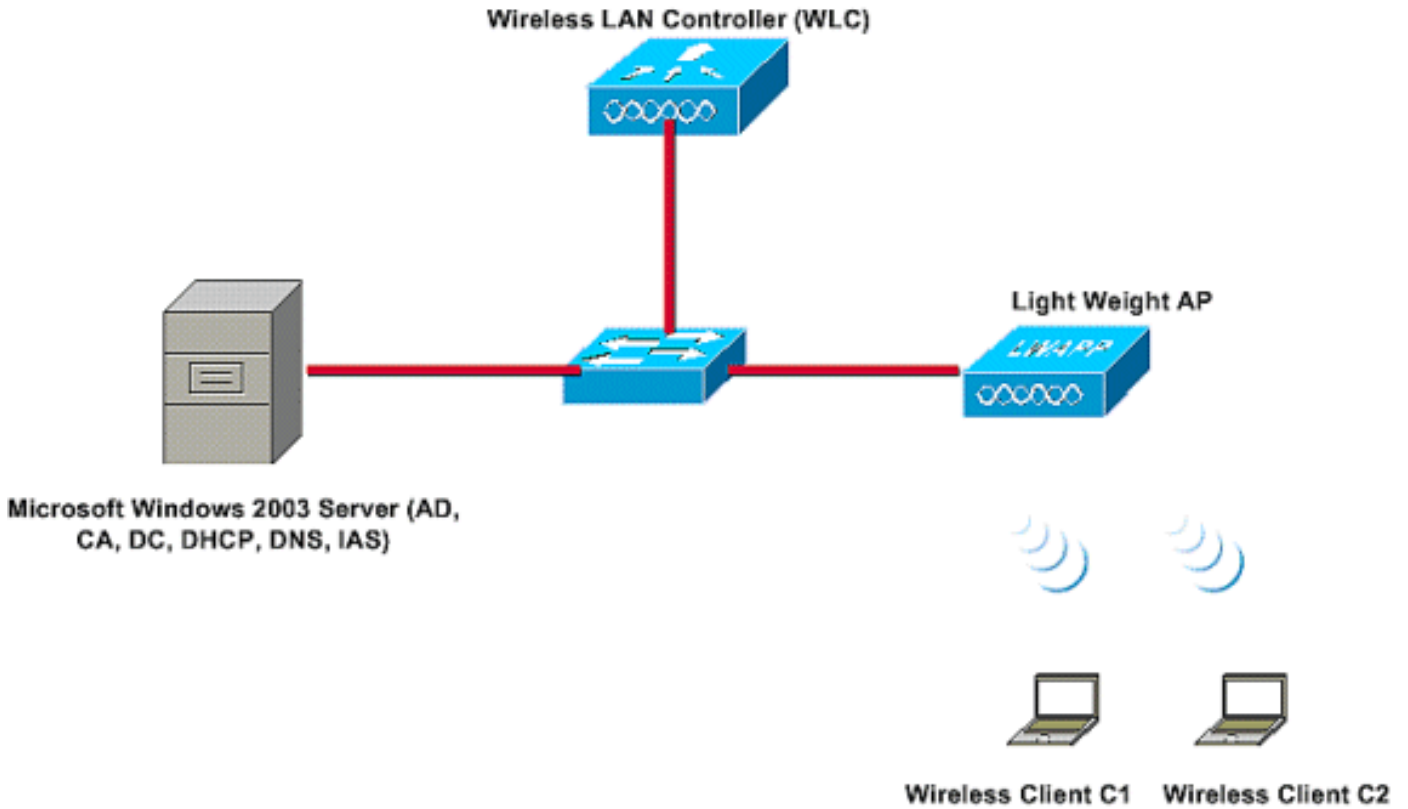 Wireless LAN Controller (WLC)
Light Weight AP
LWAPP
Microsoft Windows 2003 Server (AD,
CA, DC, DHCP, DNS, IAS)
Wireless Client C1
Wireless Client C2